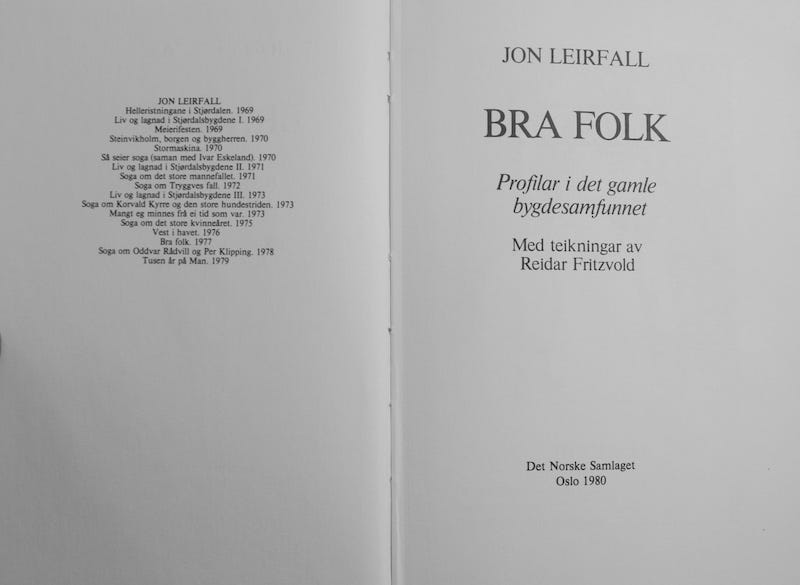 JON LEIRFALL
Helleristningane i Stjørdalen. 1969
Liv og lagnad i Stjørdalsbygdene I. 1969
Meierifesten. 1969
Steinvikholm, borgen og byggherren. 1970
Stormaskina. 1970
Så seier soga (saman med Ivar Eskeland). 1970
Liv og lagnad i Stjørdalsbygdene II. 1971
Soga om det store mannefallet. 1971
Soga om Tryggves fall. 1972
Liv og lagnad i Stjørdalsbygdene III. 1973
Soga om Korvald Kyrre og den store hundestriden. 1973
Mangt eg minnes frå ei tid som var. 1973
Soga om det store kvinneåret. 1975
Vest i havet. 1976
Bra folk. 1977
Soga om Oddvar Rådvill og Per Klipping. 1978
Tusen år på Man. 1979
JON LEIRFALL
BRA FOLK
Profilar i det gamle
bygdesamfunnet
Med teikningar av
Reidar Fritzvold
Det Norske Samlaget
Oslo 1980